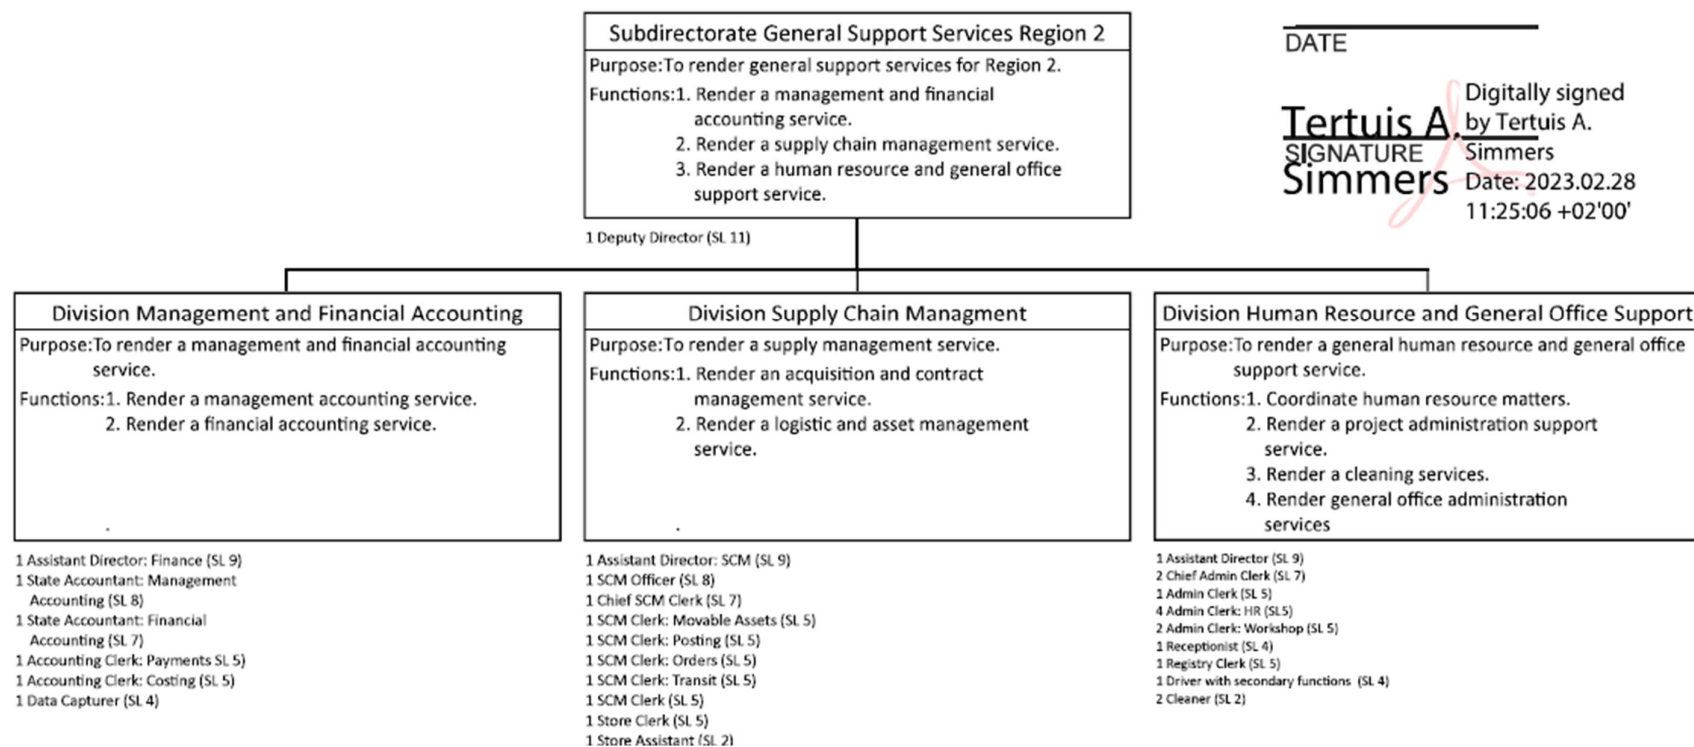 Subdirectorate General Support Services Region 2
Purpose:To render general support services for Region 2.
Functions:1. Render a management and financial
accounting service.
2. Render a supply chain management service.
3. Render a human resource and general office
support service.
1 Deputy Director (SL 11)
DATE
Tertuis A.
SIGNATURE
Simmers
Digitally signed
by Tertuis A.
Simmers
Date: 2023.02.28
11:25:06 +02'00'
Division Management and Financial Accounting
Purpose:To render a management and financial accounting
service.
Functions:1. Render a management accounting service.
2. Render a financial accounting service.
.
1 Assistant Director: Finance (SL 9)
1 State Accountant: Management
Accounting (SL 8)
1 State Accountant: Financial
Accounting (SL 7)
1 Accounting Clerk: Payments SL 5)
1 Accounting Clerk: Costing (SL 5)
1 Data Capturer (SL 4)
Division Supply Chain Managment
Purpose:To render a supply management service.
Functions:1. Render an acquisition and contract
management service.
2. Render a logistic and asset management
service.
.
1 Assistant Director: SCM (SL 9)
1 SCM Officer (SL 8)
1 Chief SCM Clerk (SL 7)
1 SCM Clerk: Movable Assets (SL 5)
1 SCM Clerk: Posting (SL 5)
1 SCM Clerk: Orders (SL 5)
1 SCM Clerk: Transit (SL 5)
1 SCM Clerk (SL 5)
1 Store Clerk (SL 5)
1 Store Assistant (SL 2)
Division Human Resource and General Office Support
Purpose:To render a general human resource and general office
support service.
Functions:1. Coordinate human resource matters.
2. Render a project administration support
service.
3. Render a cleaning services.
4. Render general office administration
services
1 Assistant Director (SL 9)
2 Chief Admin Clerk (SL 7)
1 Admin Clerk (SL 5)
4 Admin Clerk: HR (SL5)
2 Admin Clerk: Workshop (SL 5)
1 Receptionist (SL 4)
1 Registry Clerk (SL 5)
1 Driver with secondary functions (SL 4)
2 Cleaner (SL 2)